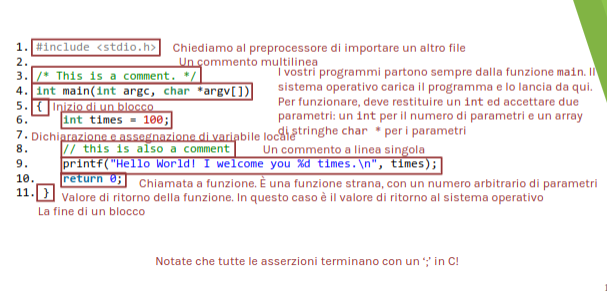 1. #include <stdio.h> Chiediamo al preprocessore di importare un altro file
2. Un commento multilinea
3. /* This is a comment. */ I vostri programmi partono sempre dalla funzione main. Il
4. int main(int argc, char *argv[]) sistema operativo carica il programma e lo lancia da qui.
5. { Inizio di un blocco Per funzionare, deve restituire un int ed accettare due
6. int times = 100; parametri: un int per il numero di parametri e un array
7. Dichiarazione e assegnazione di variabile locale di stringhe char * per i parametri
8. // this is also a comment Un commento a linea singola
9. printf("Hello World! I welcome you %d times.\n", times);
10. return 0; Chiamata a funzione. È una funzione strana, con un numero arbitrario di parametri
11. } Valore di ritorno della funzione. In questo caso è il valore di ritorno al sistema operativo
La fine di un blocco
Notate che tutte le asserzioni terminano con un ';' in C!